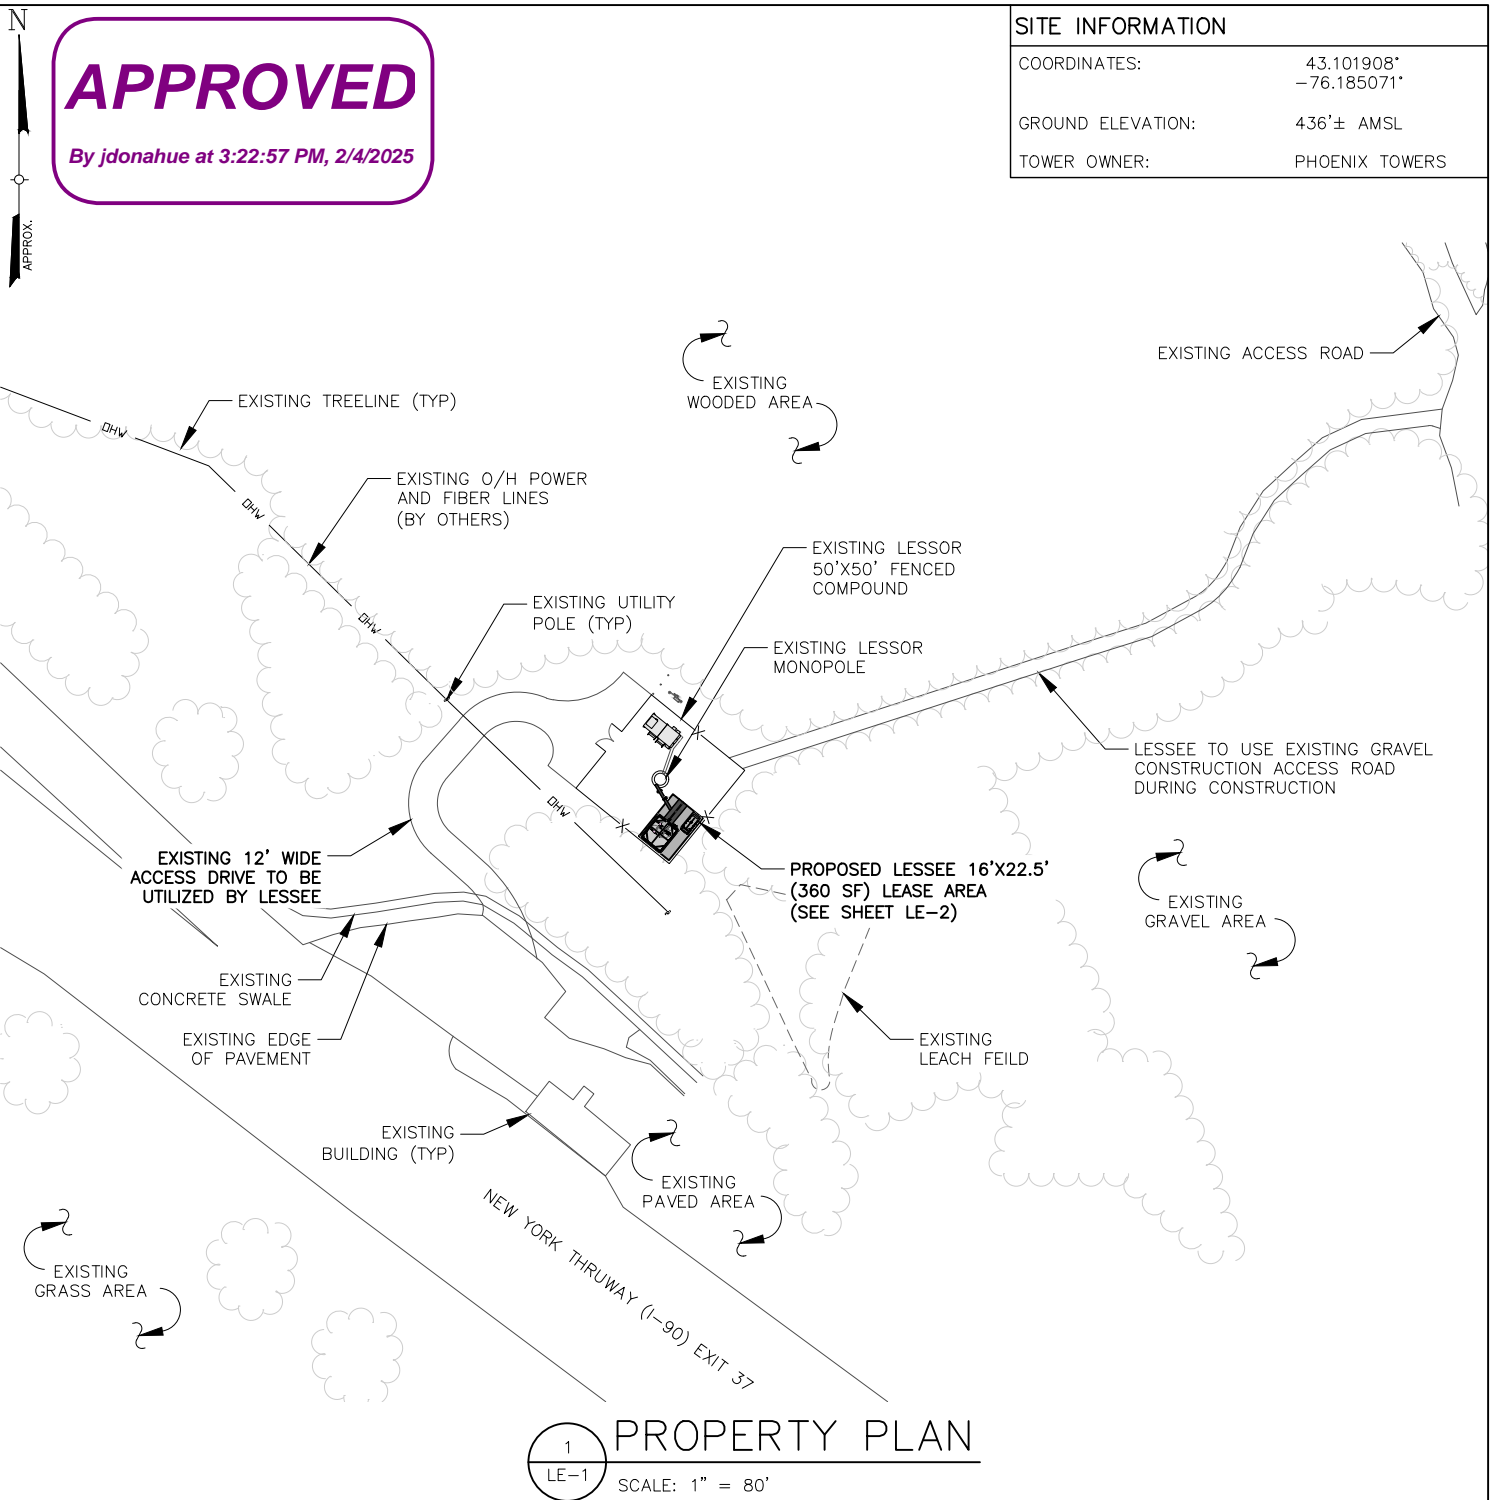 N
APPROVED
By jdonahue at 3:22:57 PM, 2/4/2025
APPROX.
SITE INFORMATION
COORDINATES: 43.101908°
-76.185071°
GROUND ELEVATION: 436'± AMSL
TOWER OWNER: PHOENIX TOWERS
EXISTING ACCESS ROAD
EXISTING
WOODED AREA
EXISTING TREELINE (TYP)
OHW
EXISTING O/H POWER
AND FIBER LINES
(BY OTHERS)
OHW
EXISTING LESSOR
50'X50' FENCED
COMPOUND
EXISTING UTILITY
POLE (TYP)
OHW
EXISTING LESSOR
MONOPOLE
LESSEE TO USE EXISTING GRAVEL
CONSTRUCTION ACCESS ROAD
DURING CONSTRUCTION
OHW
EXISTING 12' WIDE
ACCESS DRIVE TO BE
UTILIZED BY LESSEE
PROPOSED LESSEE 16'X22.5'
(360 SF) LEASE AREA
(SEE SHEET LE-2)
EXISTING
GRAVEL AREA
EXISTING
CONCRETE SWALE
EXISTING EDGE
OF PAVEMENT
EXISTING
LEACH FEILD
EXISTING
BUILDING (TYP)
EXISTING
PAVED AREA
NEW YORK THRUWAY (I-90) EXIT 37
EXISTING
GRASS AREA
1
LE-1
PROPERTY PLAN
SCALE: 1" = 80'